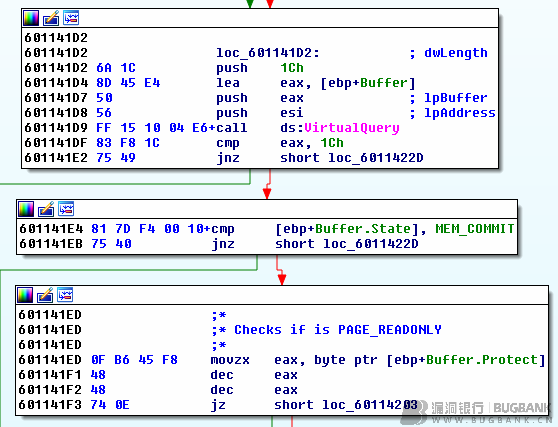 601141D2
601141D2 loc_601141D2: ; dwLength
601141D2 6A 1C push 1Ch
601141D4 8D 45 E4 lea eax, [ebp+Buffer]
601141D7 50 push eax ; lpBuffer
601141D8 56 push esi ; lpAddress
601141D9 FF 15 10 04 E6+call ds:VirtualQuery
601141DF 83 F8 1C cmp eax, 1Ch
601141E2 75 49 jnz short loc_6011422D
601141E4 81 7D F4 00 10+cmp [ebp+Buffer.State], MEM_COMMIT
601141EB 75 40 jnz short loc_6011422D
601141ED ;*
601141ED ;* Checks if is PAGE_READONLY
601141ED ;*
601141ED 0F B6 45 F8 movzx eax, byte ptr [ebp+Buffer.Protect]
601141F1 48 dec eax
601141F2 48 dec eax
601141F3 74 0E jz short loc_60114203
漏洞银行 BUGBANK
WWW.BUGBANK.CN